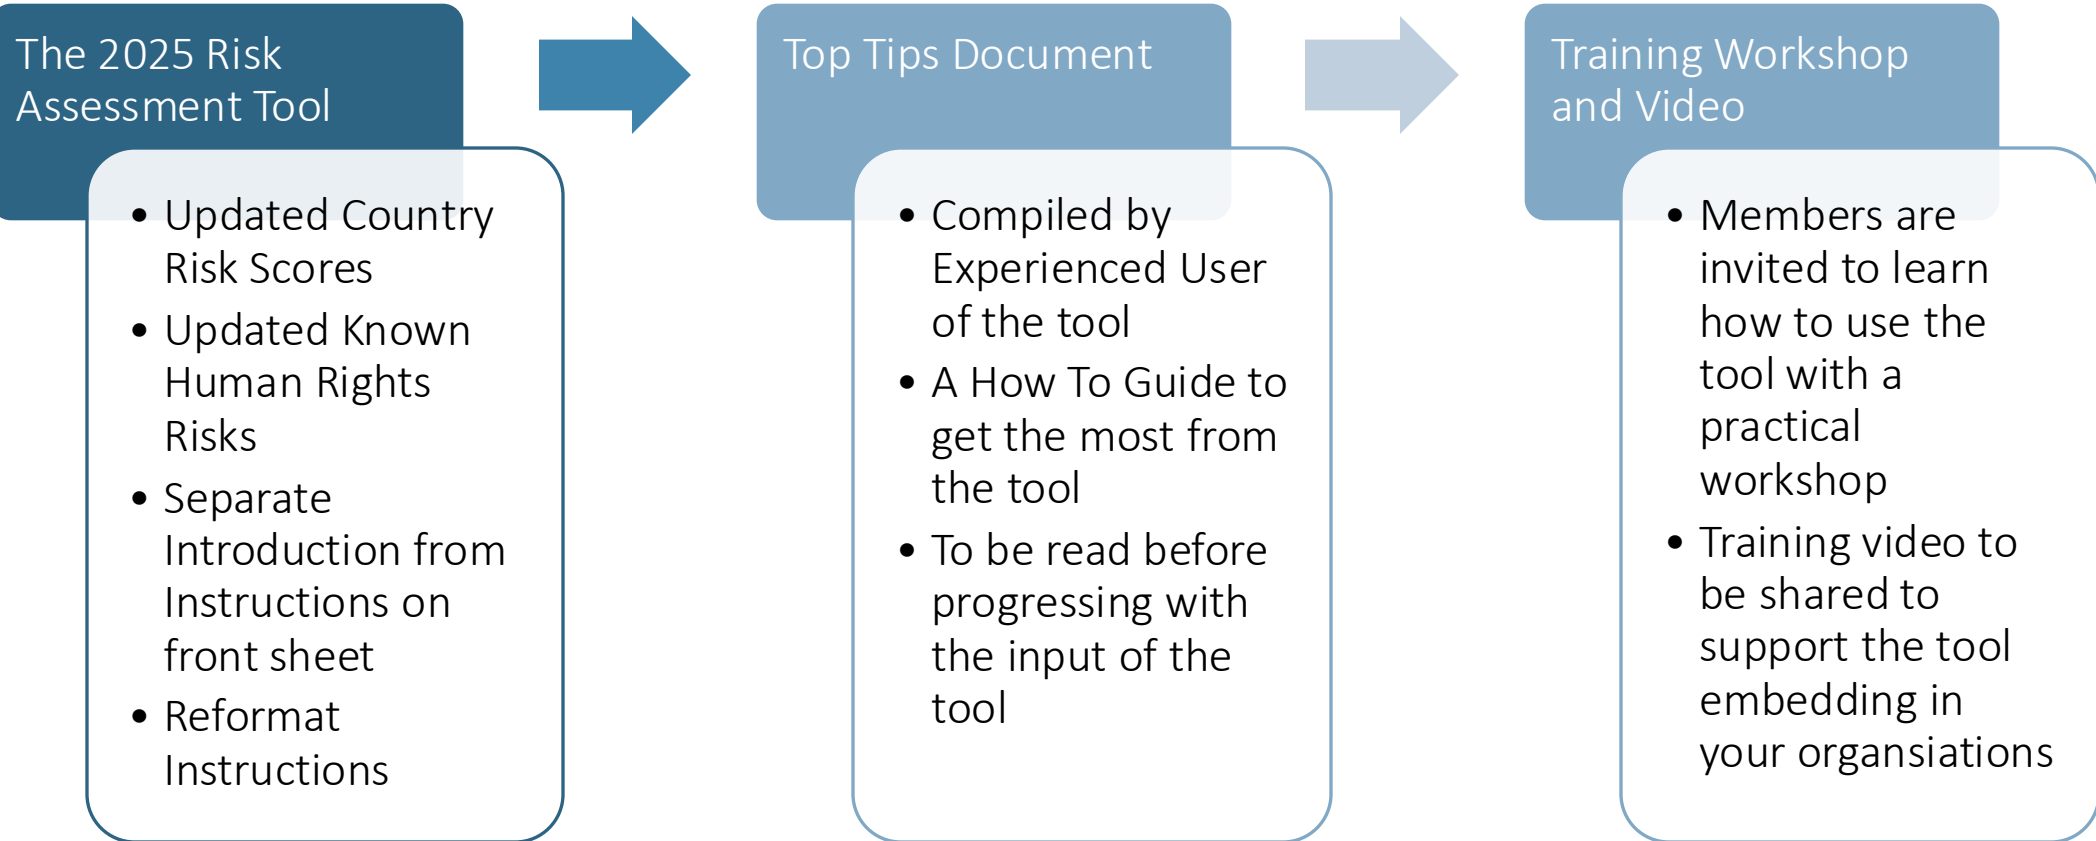 The 2025 Risk
Assessment Tool
• Updated Country
Risk Scores
• Updated Known
Human Rights
Risks
• Separate
Introduction from
Instructions on
front sheet
• Reformat
Instructions
Top Tips Document
• Compiled by
Experienced User
of the tool
• A How To Guide to
get the most from
the tool
• To be read before
progressing with
the input of the
tool
Training Workshop
and Video
• Members are
invited to learn
how to use the
tool with a
practical
workshop
• Training video to
be shared to
support the tool
embedding in
your organsiations